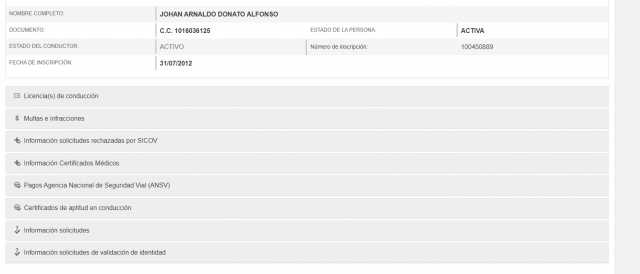 NOMBRE COMPLETO: JOHAN ARNALDO DONATO ALFONSO
DOCUMENTO: C.C. 1016036125 ESTADO DE LA PERSONA: ACTIVA
ESTADO DEL CONDUCTOR: ACTIVO Número de inscripción: 100450889
FECHA DE INSCRIPCIÓN: 31/07/2012
Licencia(s) de conducción
Multas e infracciones
Información solicitudes rechazadas por SICOV
Información Certificados Médicos
Pagos Agencia Nacional de Seguridad Vial (ANSV)
Certificados de aptitud en conducción
Información solicitudes
Información solicitudes de validación de identidad